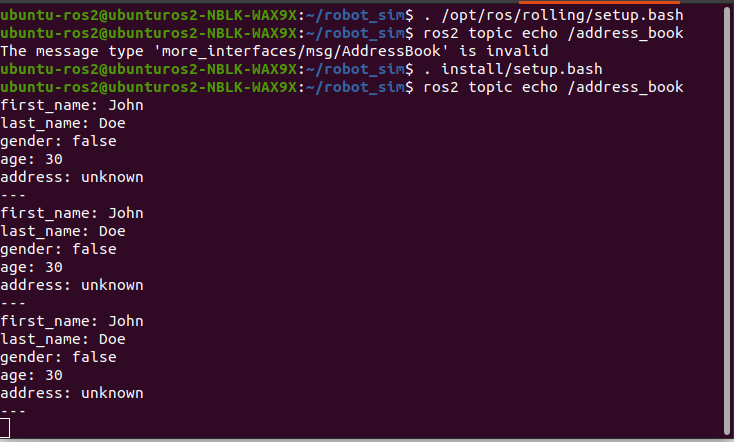 ubuntu-ros2@ubunturos2-NBLK-WAX9X:~/robot_sim$ . /opt/ros/rolling/setup.bash
ubuntu-ros2@ubunturos2-NBLK-WAX9X:~/robot_sim$ ros2 topic echo /address_book
The message type 'more_interfaces/msg/AddressBook' is invalid
ubuntu-ros2@ubunturos2-NBLK-WAX9X:~/robot_sim$ . install/setup.bash
ubuntu-ros2@ubunturos2-NBLK-WAX9X:~/robot_sim$ ros2 topic echo /address_book
first_name: John
last_name: Doe
gender: false
age: 30
address: unknown
---
first_name: John
last_name: Doe
gender: false
age: 30
address: unknown
---
first_name: John
last_name: Doe
gender: false
age: 30
address: unknown
---